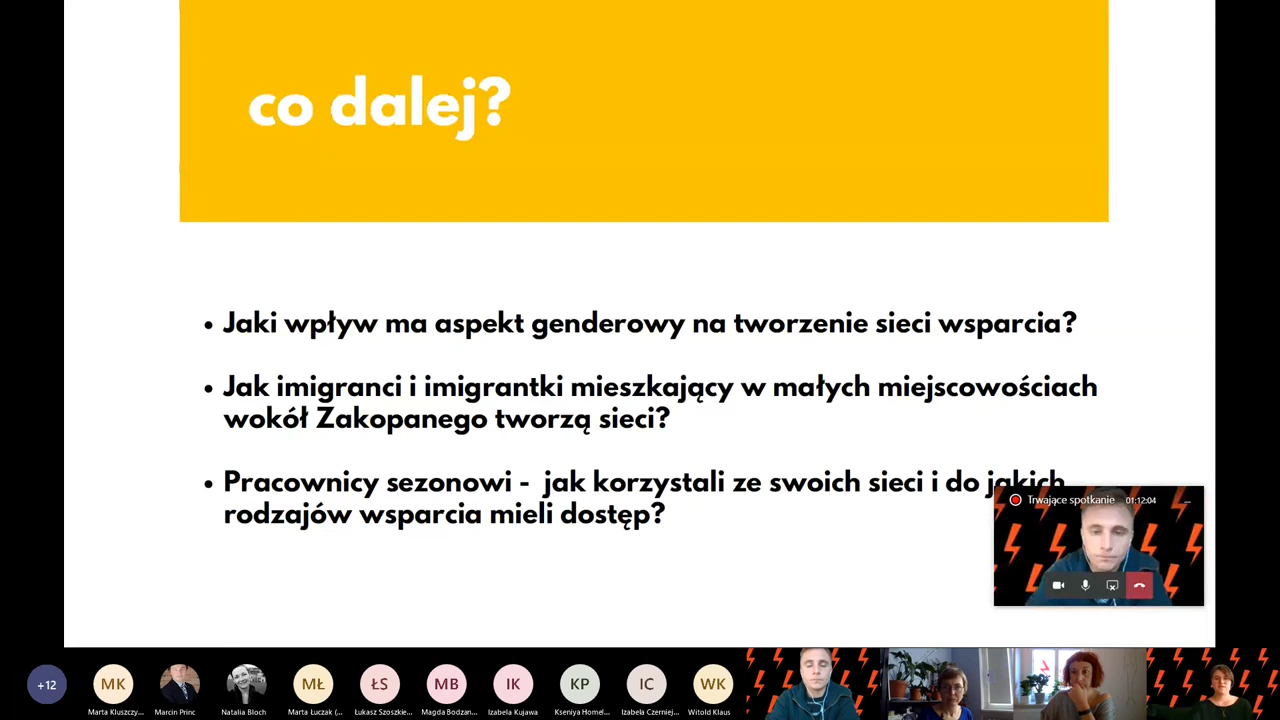 co dalej?
• Jaki wpływ ma aspekt genderowy na tworzenie sieci wsparcia?
• Jak imigranci i imigrantki mieszkający w małych miejscowościach
wokół Zakopanego tworzą sieci?
• Pracownicy sezonowi - jak korzystali ze swoich sieci i do jakich
rodzajów wsparcia mieli dostęp?
Trwające spotkanie 01:12:04
+12 MK MŁ ŁS MB IK KP IC WK
Marta Kluszczy... Marcin Princ Natalia Bloch Marta Łuczak (... Łukasz Szoszkie... Magda Bodzan... Izabela Kujawa Kseniya Homel... Izabela Czerniej... Witold Klaus